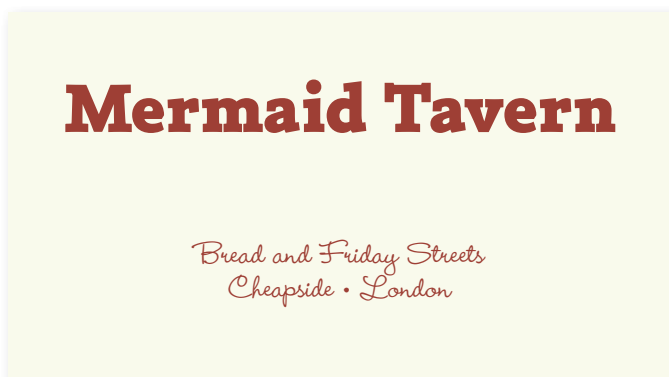 Mermaid Tavern
Bread and Friday Streets
Cheapside • London